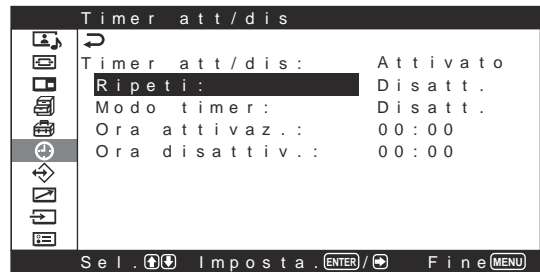 Timer att/dis
Timer att/dis: Attivato
Ripeti: Disatt.
Modo timer: Disatt.
Ora attivaz.: 00:00
Ora disattiv.: 00:00
Sel. Imposta. ENTER / Fine MENU